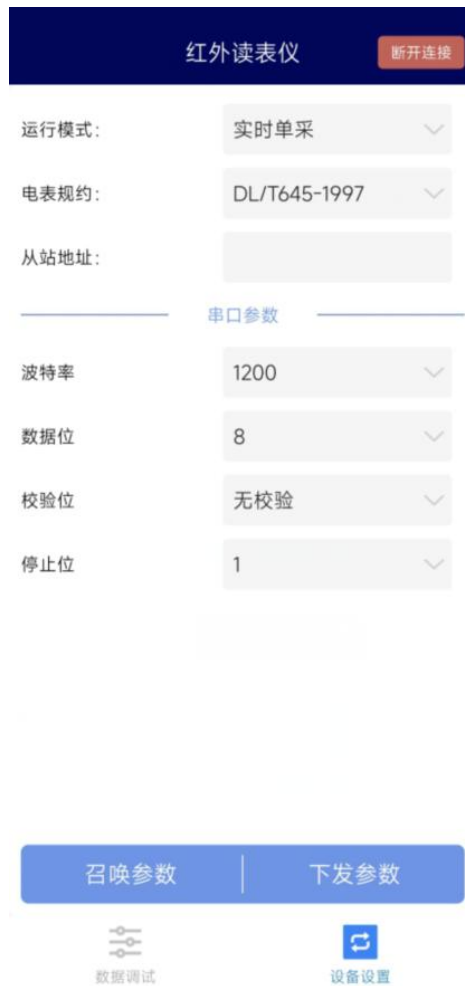 红外读表仪 断开连接
运行模式： 实时单采
电表规约： DL/T645-1997
从站地址：
串口参数
波特率 1200
数据位 8
校验位 无校验
停止位 1
召唤参数 下发参数
数据调试 设备设置